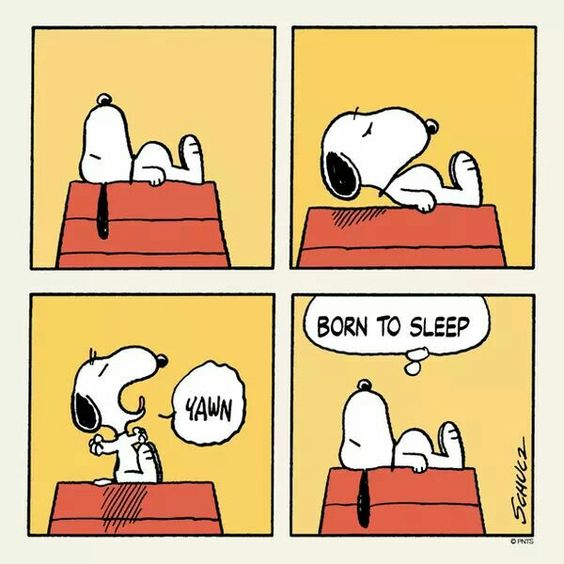 YAWN
BORN TO SLEEP
SCHULZ
© PNTS